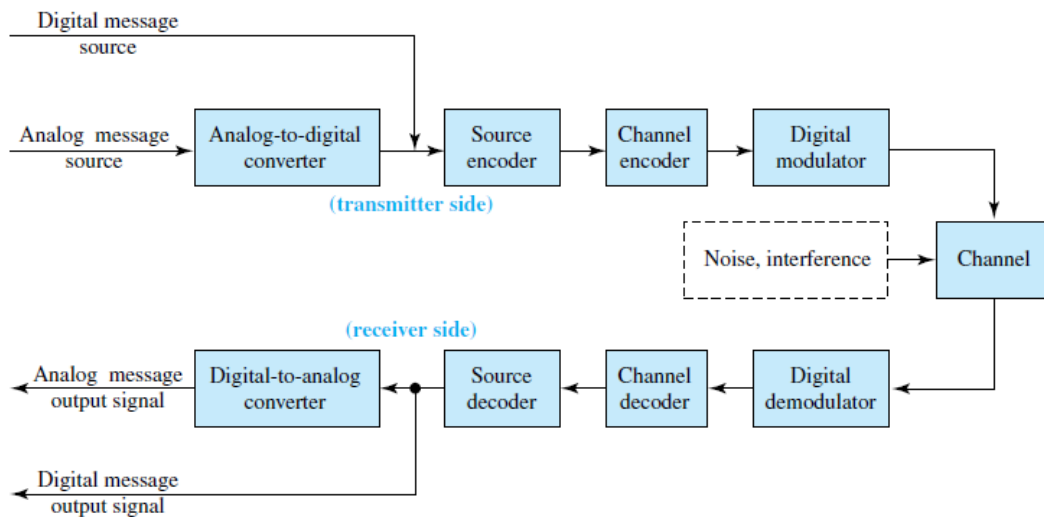 Digital message
source
Analog message
source
Analog-to-digital
converter
Source
encoder
Channel
encoder
Digital
modulator
(transmitter side)
Noise, interference
Channel
(receiver side)
Analog message
output signal
Digital-to-analog
converter
Source
decoder
Channel
decoder
Digital
demodulator
Digital message
output signal